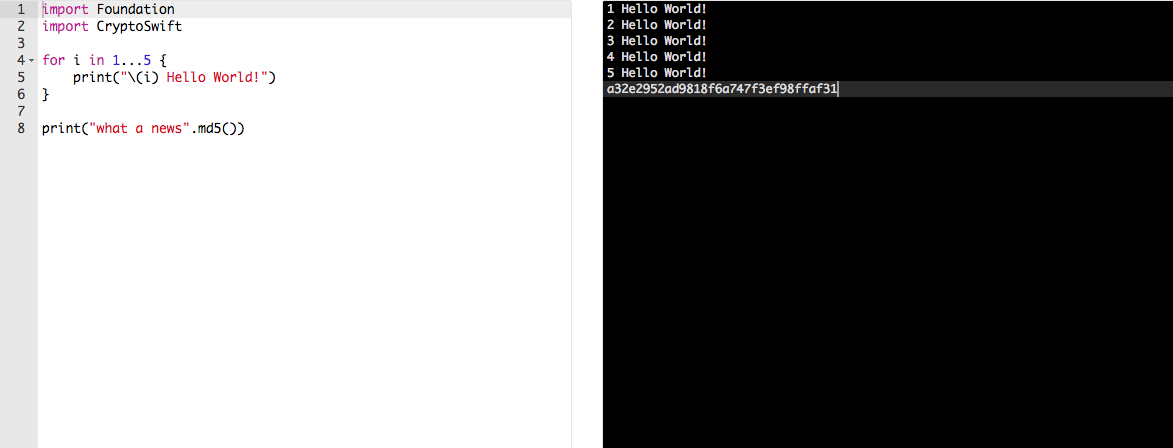 1 import Foundation
2 import CryptoSwift
3
4 for i in 1...5 {
5     print("\(i) Hello World!")
6 }
7
8 print("what a news".md5())
1 Hello World!
2 Hello World!
3 Hello World!
4 Hello World!
5 Hello World!
a32e2952ad9818f6a747f3ef98ffaf31